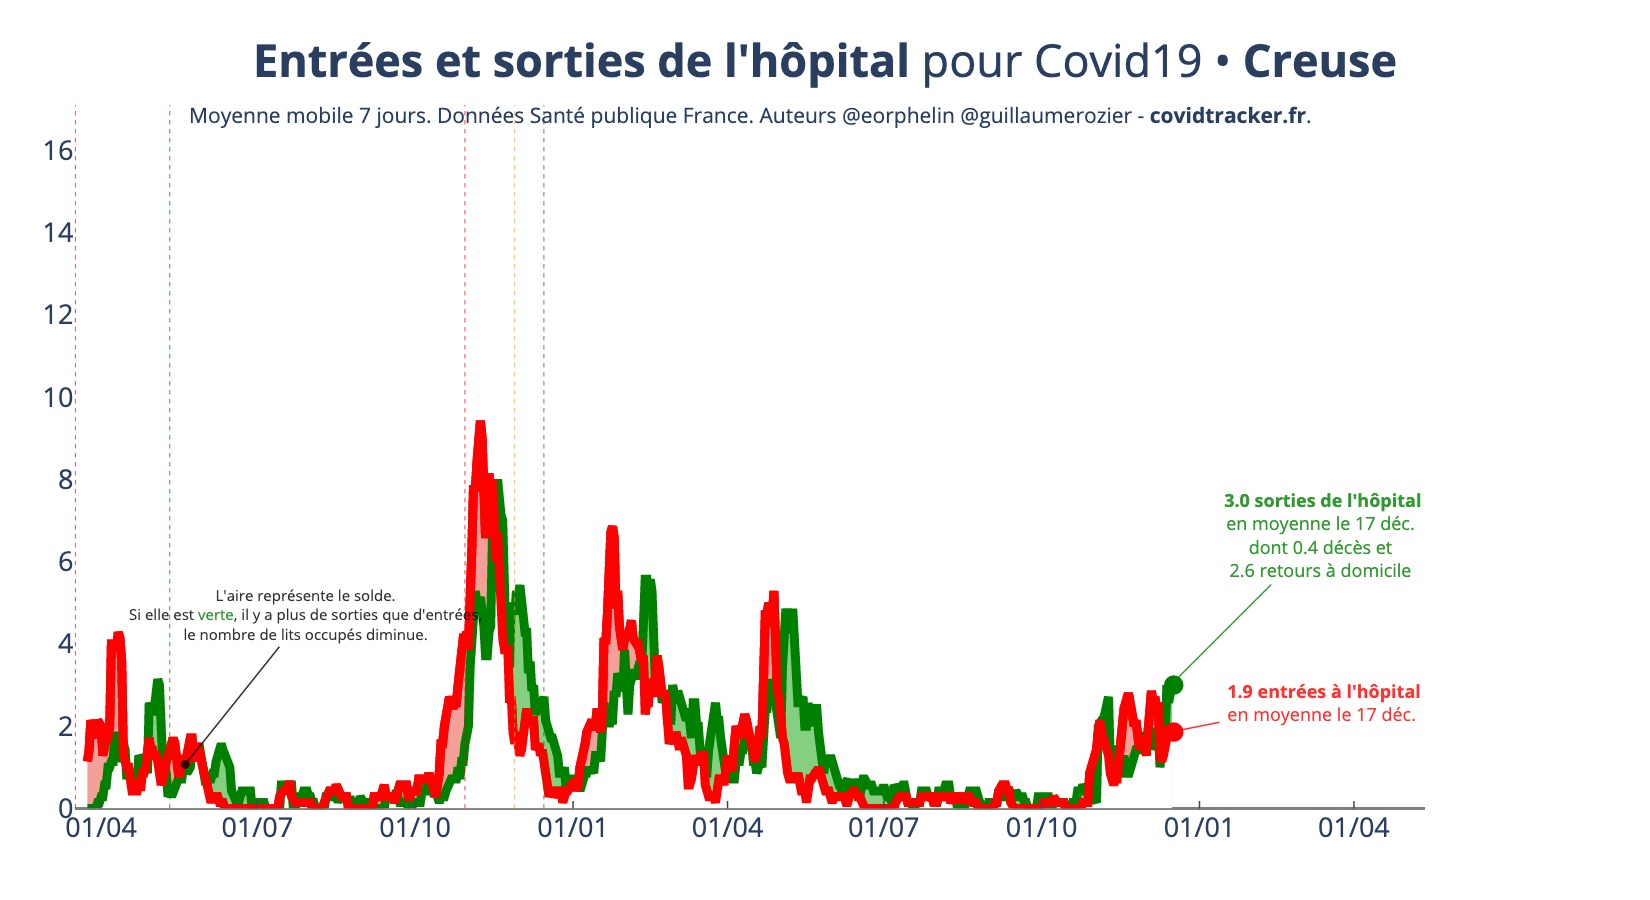 Entrées et sorties de l'hôpital pour Covid19 • Creuse
Moyenne mobile 7 jours. Données Santé publique France. Auteurs @eorphelin @guillaumerozier - covidtracker.fr.
16
14
12
10
8
6
4
2
0
L'aire représente le solde.
Si elle est verte, il y a plus de sorties que d'entrées,
le nombre de lits occupés diminue.
3.0 sorties de l'hôpital
en moyenne le 17 déc.
dont 0.4 décès et
2.6 retours à domicile
1.9 entrées à l'hôpital
en moyenne le 17 déc.
01/04 01/07 01/10 01/01 01/04 01/07 01/10 01/01 01/04